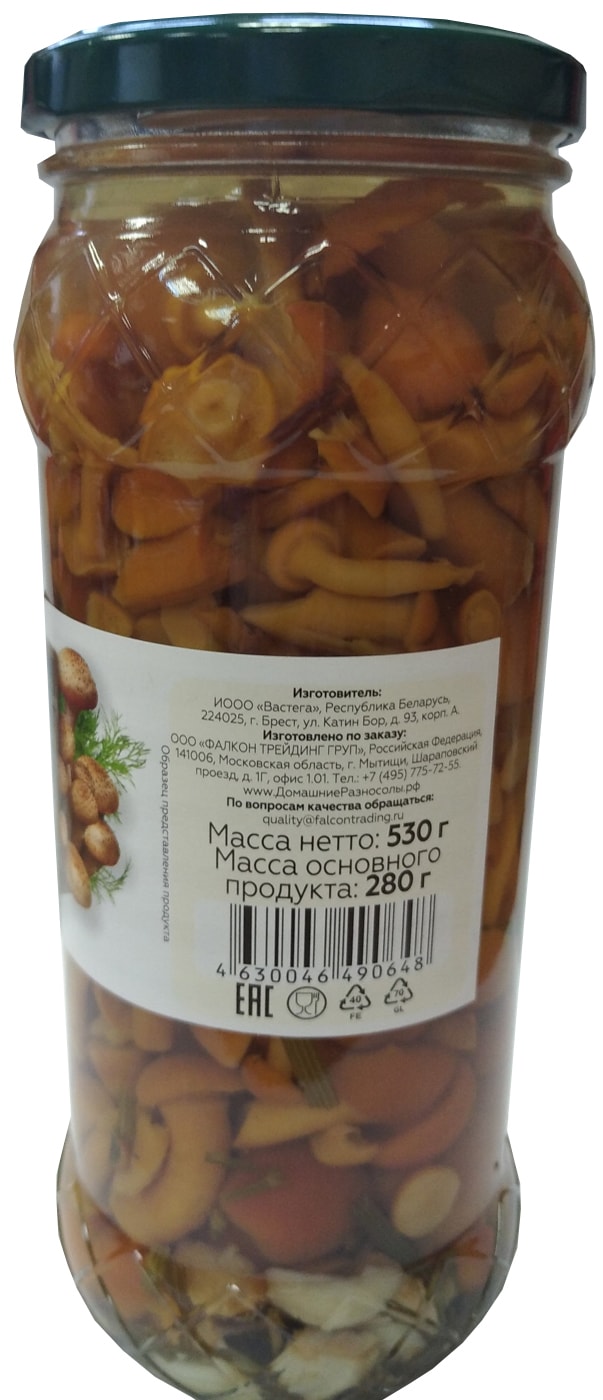 Изготовитель:
ИООО «Вастега», Республика Беларусь,
224025, г. Брест, ул. Катин Бор, д. 93, корп. А.
Изготовлено по заказу:
ООО «ФАЛКОН ТРЕЙДИНГ ГРУП», Российская Федерация,
141006, Московская область, г. Мытищи, Шараповский
проезд, д. 1Г, офис 1.01. Тел.: +7 (495) 775-72-55.
www.ДомашниеРазносолы.рф
По вопросам качества обращаться:
quality@falcontrading.ru
Масса нетто: 530 г
Масса основного
продукта: 280 г
4 630046 490648
EAC
40
FE
70
GL
Образец представления продукта